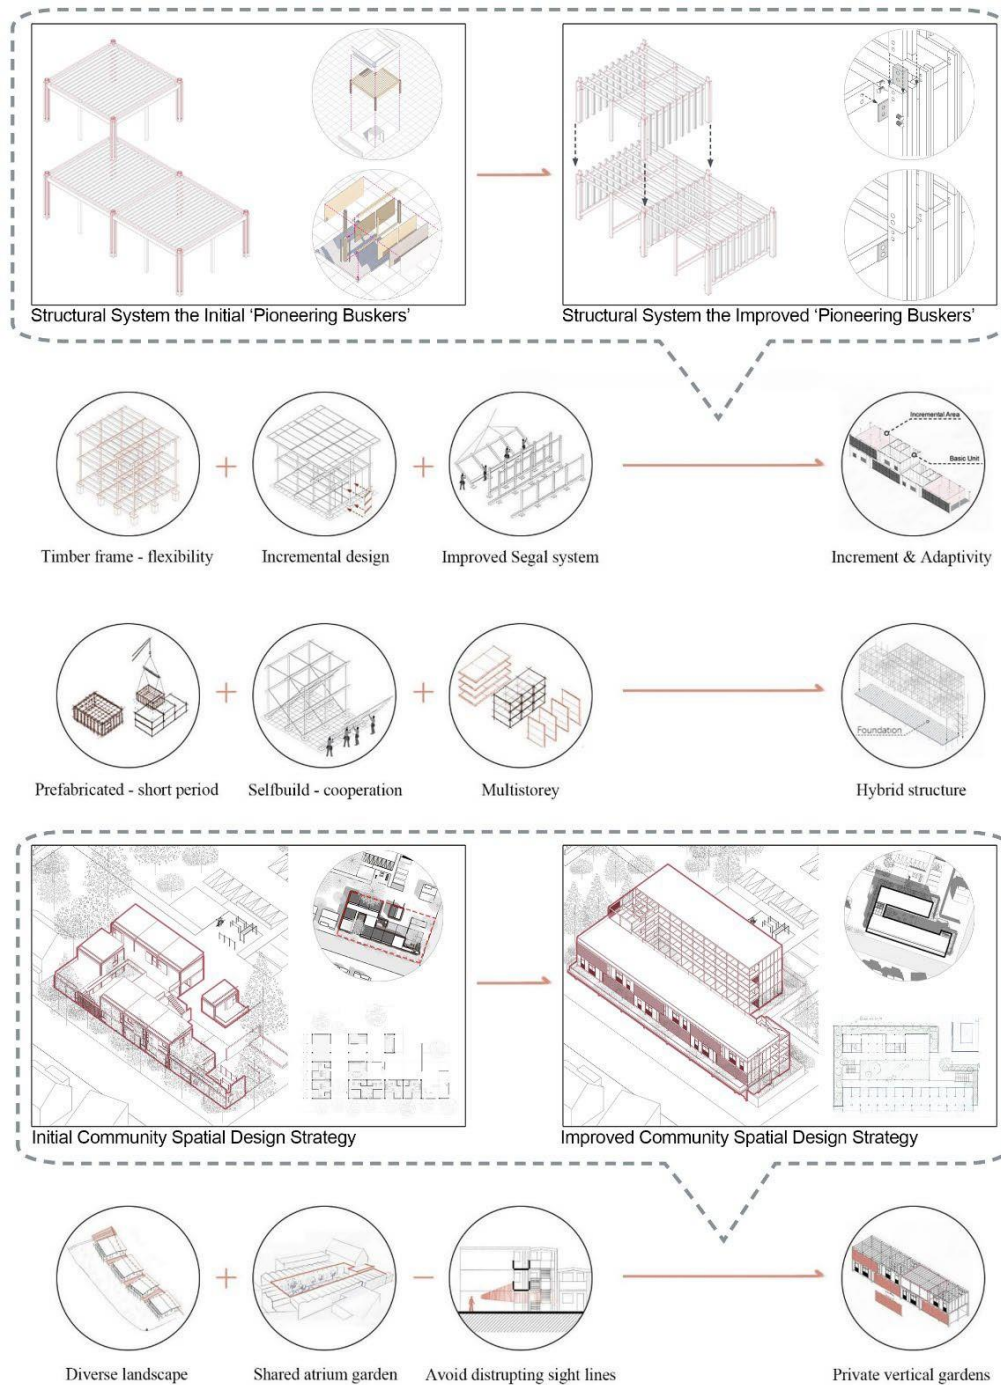 Structural System the Initial 'Pioneering Buskers'
Structural System the Improved 'Pioneering Buskers'
Incremental Area
Basic Unit
Timber frame - flexibility
Incremental design
Improved Segal system
Increment & Adaptivity
Foundation
Prefabricated - short period
Selfbuild - cooperation
Multistorey
Hybrid structure
Initial Community Spatial Design Strategy
Improved Community Spatial Design Strategy
Diverse landscape
Shared atrium garden
Avoid distrupting sight lines
Private vertical gardens